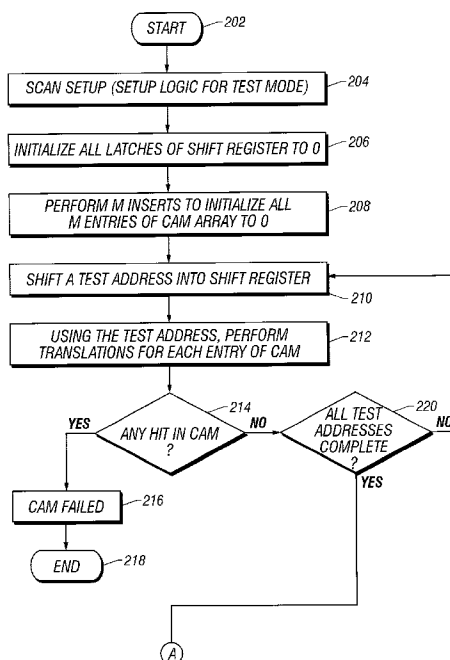 START
202
SCAN SETUP (SETUP LOGIC FOR TEST MODE)
204
INITIALIZE ALL LATCHES OF SHIFT REGISTER TO 0
206
PERFORM M INSERTS TO INITIALIZE ALL
M ENTRIES OF CAM ARRAY TO 0
208
SHIFT A TEST ADDRESS INTO SHIFT REGISTER
210
USING THE TEST ADDRESS, PERFORM
TRANSLATIONS FOR EACH ENTRY OF CAM
212
214
YES
ANY HIT IN CAM
?
NO
220
ALL TEST
ADDRESSES
COMPLETE
?
NO
YES
CAM FAILED
216
END
218
A